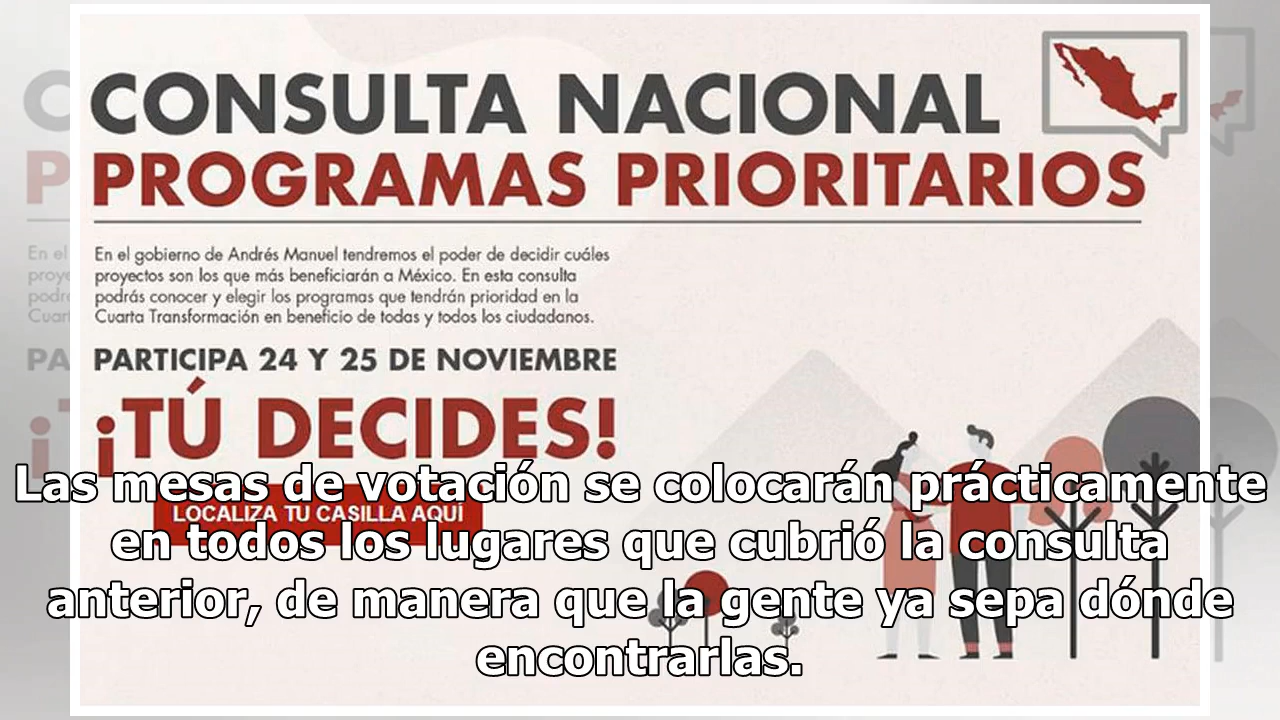 CONSULTA NACIONAL
PROGRAMAS PRIORITARIOS
En el gobierno de Andrés Manuel tendremos el poder de decidir cuáles
proyectos son los que más beneficiarán a México. En esta consulta
podrás conocer y elegir los programas que tendrán prioridad en la
Cuarta Transformación en beneficio de todas y todos los ciudadanos.
PARTICIPA 24 Y 25 DE NOVIEMBRE
¡TÚ DECIDES!
LOCALIZA TU CASILLA AQUÍ
Las mesas de votación se colocarán prácticamente
en todos los lugares que cubrió la consulta
anterior, de manera que la gente ya sepa dónde
encontrarlas.